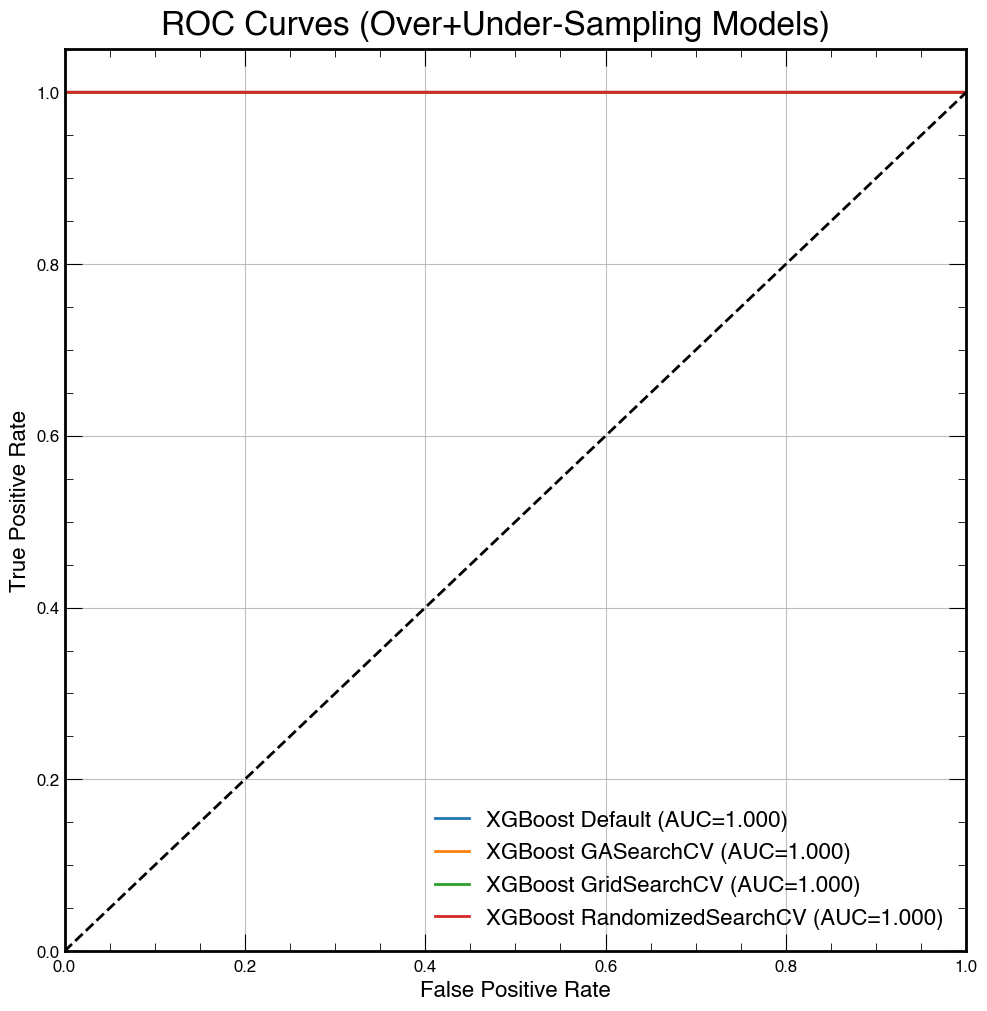 ROC Curves (Over+Under-Sampling Models)
True Positive Rate
1.0
0.8
0.6
0.4
0.2
0.0
XGBoost Default (AUC=1.000)
XGBoost GASearchCV (AUC=1.000)
XGBoost GridSearchCV (AUC=1.000)
XGBoost RandomizedSearchCV (AUC=1.000)
0.0 0.2 0.4 0.6 0.8 1.0
False Positive Rate